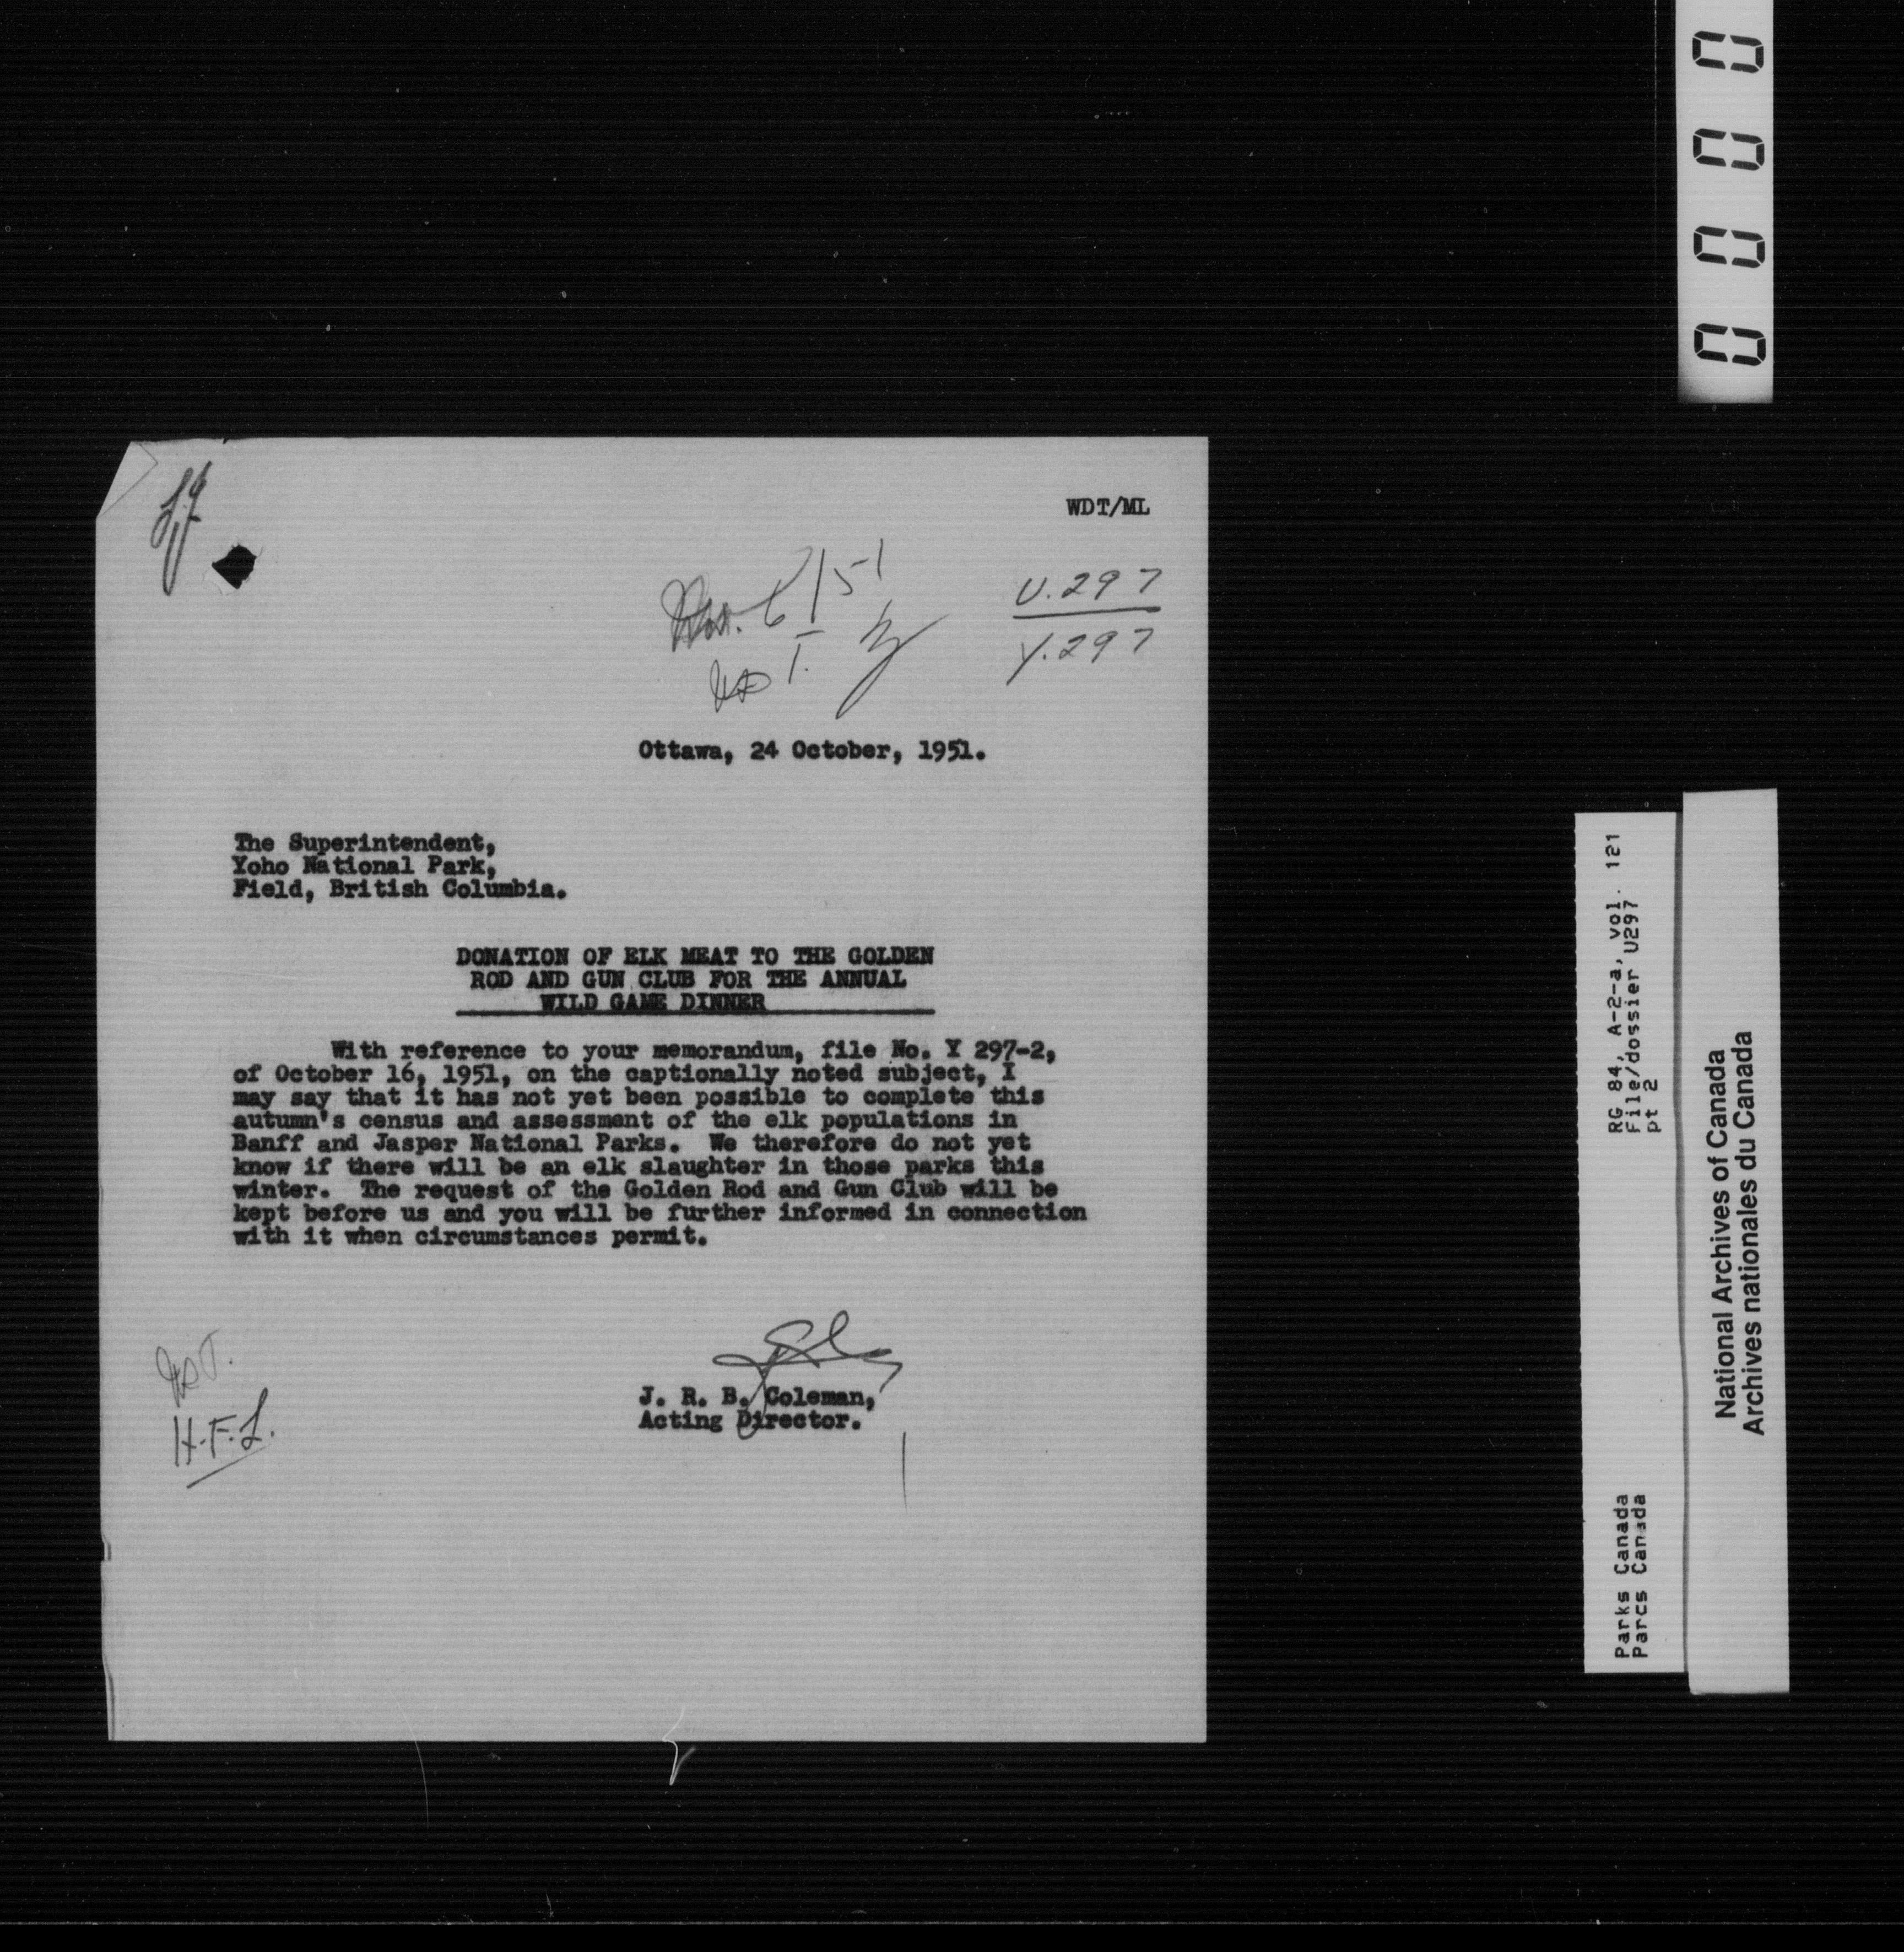 0000
WDT/ML
Nov. 6/51
U.297
Y.297
Ottawa, 24 October, 1951.
The Superintendent,
Yoho National Park,
Field, British Columbia.
DONATION OF ELK MEAT TO THE GOLDEN
ROD AND GUN CLUB FOR THE ANNUAL
WILD GAME DINNER
With reference to your memorandum, file No. Y 297-2,
of October 16, 1951, on the captionally noted subject, I
may say that it has not yet been possible to complete this
autumn's census and assessment of the elk populations in
Banff and Jasper National Parks. We therefore do not yet
know if there will be an elk slaughter in those parks this
winter. The request of the Golden Rod and Gun Club will be
kept before us and you will be further informed in connection
with it when circumstances permit.
J. R. B. Coleman,
Acting Director.
H.F.L.
RG 84, A-2-a, vol. 121
File/dossier U297
pt 2
Parks Canada
Parcs Canada
National Archives of Canada
Archives nationales du Canada